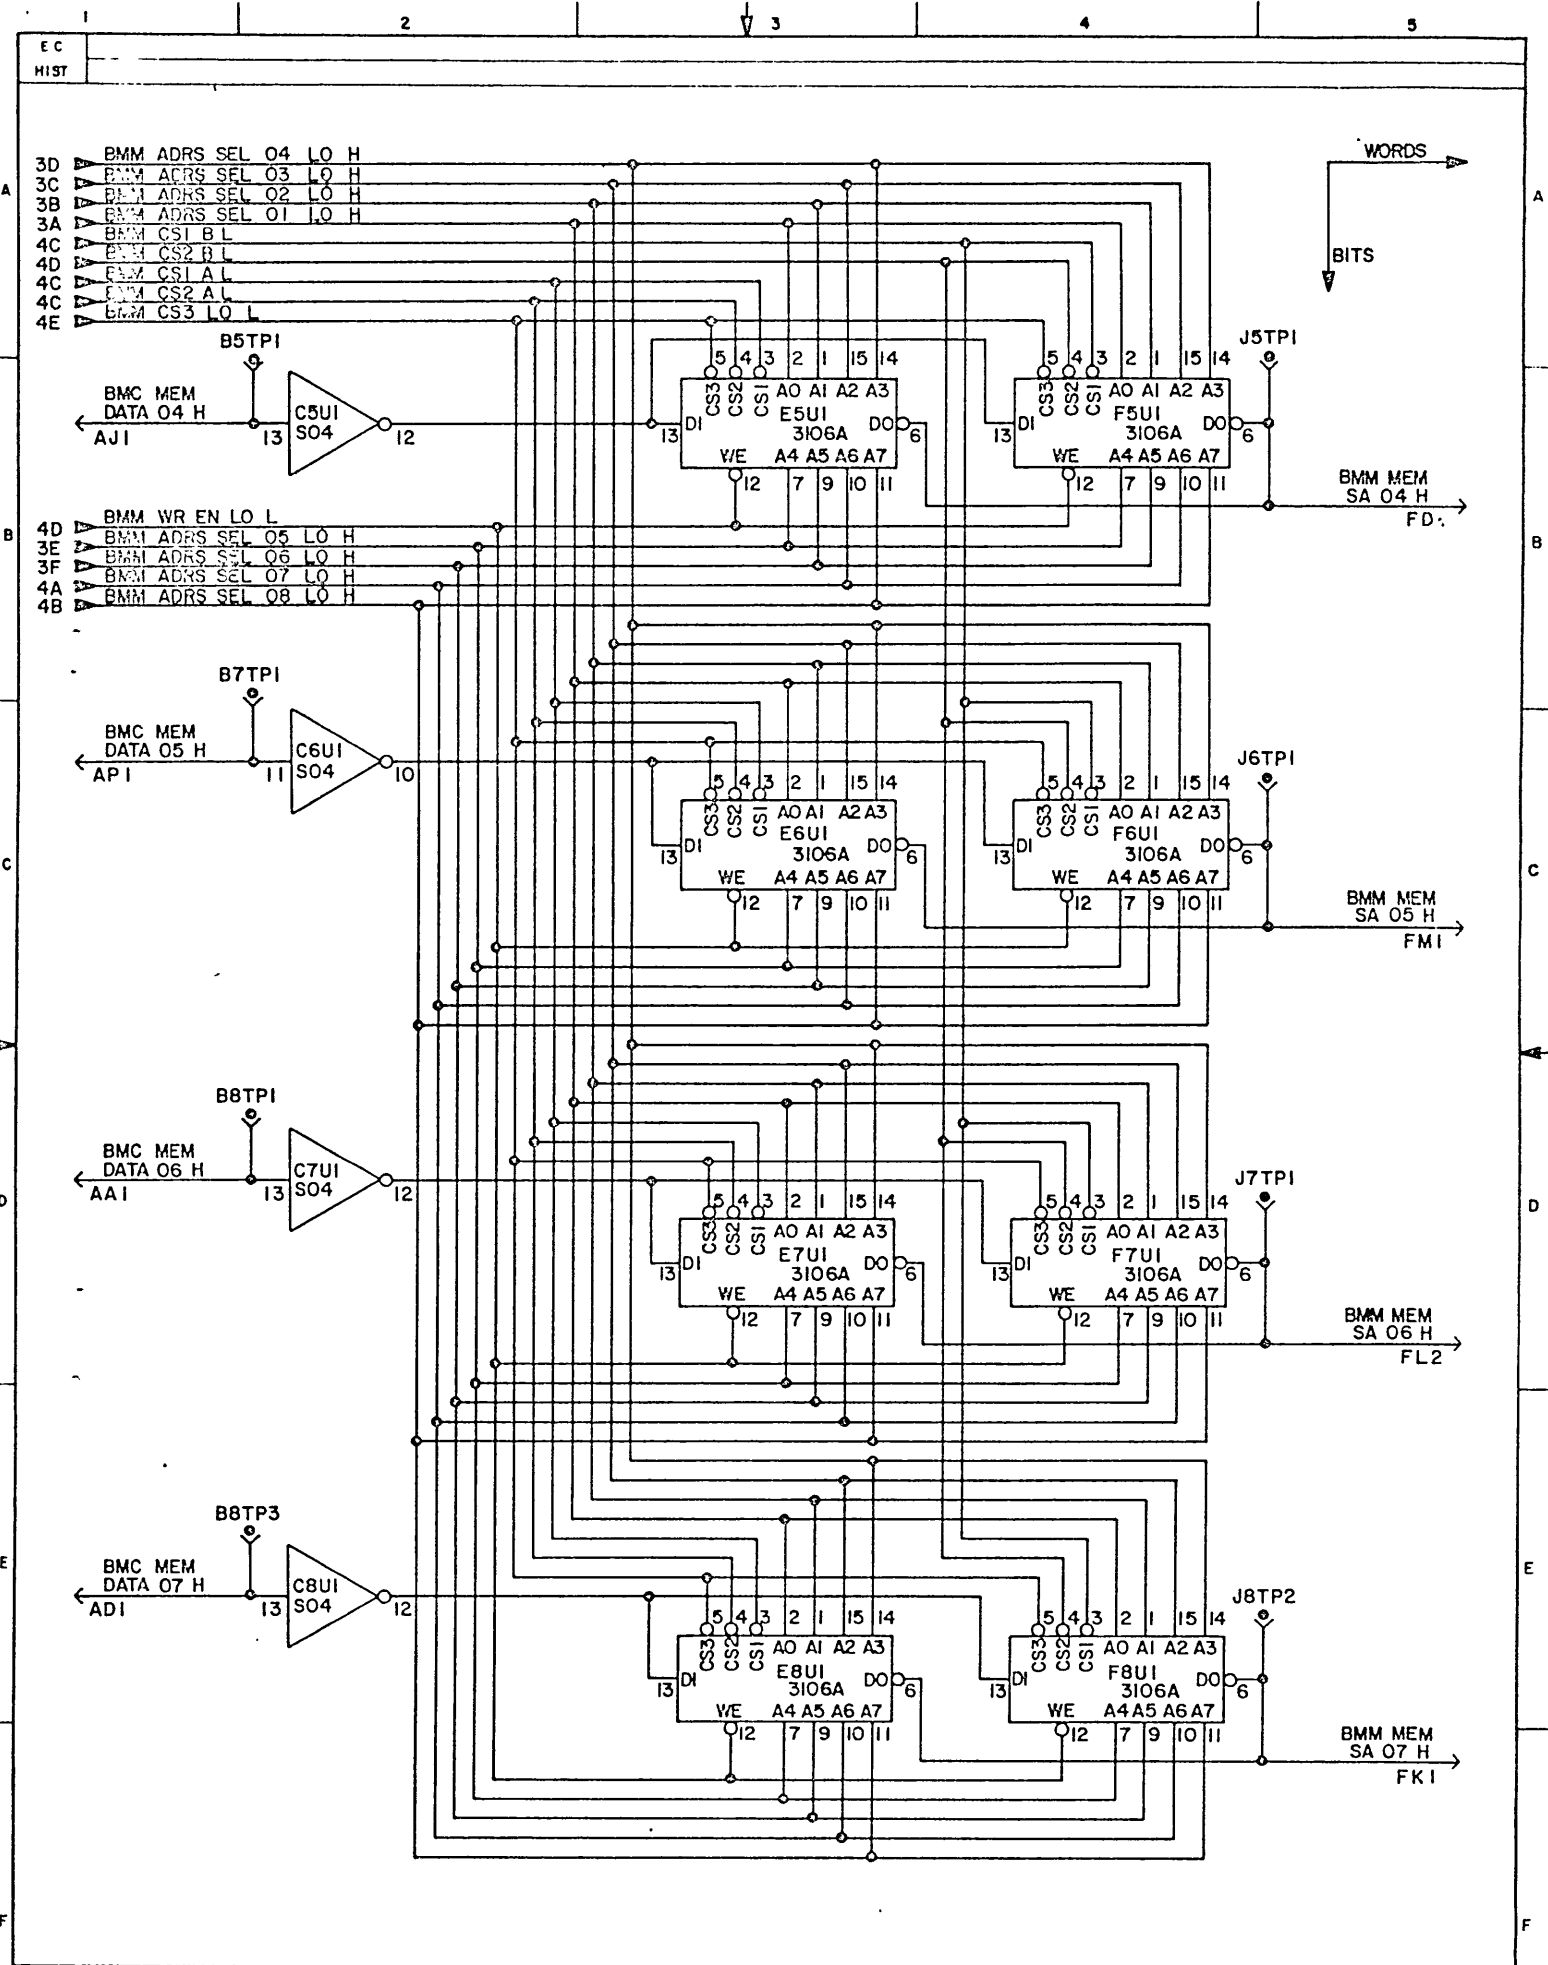 1 2 3 4 5
E C
HIST
A A
3D BMM ADRS SEL 04 LO H
3C BMM ADRS SEL 03 LO H
3B BMM ADRS SEL 02 LO H
3A BMM ADRS SEL 01 LO H
4C BMM CS1 B L
4D BMM CS2 B L
4C BMM CS1 A L
4C BMM CS2 A L
4E BMM CS3 LO L
WORDS
BITS
B5TP1 J5TP1
5 4 3 2 1 15 14 5 4 3 2 1 15 14
BMC MEM
DATA 04 H
AJ1
13 C5U1 12
S04
CS3 CS2 CS1 A0 A1 A2 A3 CS3 CS2 CS1 A0 A1 A2 A3
13 DI E5U1 DO 6 13 DI F5U1 DO 6
3106A 3106A
WE A4 A5 A6 A7 WE A4 A5 A6 A7
12 7 9 10 11 12 7 9 10 11
BMM MEM
SA 04 H
B B
4D BMM WR EN LO L
3E BMM ADRS SEL 05 LO H
3F BMM ADRS SEL 06 LO H
4A BMM ADRS SEL 07 LO H
4B BMM ADRS SEL 08 LO H
B7TP1 J6TP1
BMC MEM
DATA 05 H
AP1
11 C6U1 10
S04
5 4 3 2 1 15 14 5 4 3 2 1 15 14
CS3 CS2 CS1 A0 A1 A2 A3 CS3 CS2 CS1 A0 A1 A2 A3
13 DI E6U1 DO 6 13 DI F6U1 DO 6
3106A 3106A
C C
WE A4 A5 A6 A7 WE A4 A5 A6 A7
12 7 9 10 11 12 7 9 10 11
BMM MEM
SA 05 H
FM1
B8TP1 J7TP1
BMC MEM
DATA 06 H
AA1
13 C7U1 12
S04
D D
5 4 3 2 1 15 14 5 4 3 2 1 15 14
CS3 CS2 CS1 A0 A1 A2 A3 CS3 CS2 CS1 A0 A1 A2 A3
13 DI E7U1 DO 6 13 DI F7U1 DO 6
3106A 3106A
WE A4 A5 A6 A7 WE A4 A5 A6 A7
12 7 9 10 11 12 7 9 10 11
BMM MEM
SA 06 H
FL2
B8TP3 J8TP2
E E
BMC MEM
DATA 07 H
AD1
13 C8U1 12
S04
5 4 3 2 1 15 14 5 4 3 2 1 15 14
CS3 CS2 CS1 A0 A1 A2 A3 CS3 CS2 CS1 A0 A1 A2 A3
13 DI E8U1 DO 6 13 DI F8U1 DO 6
3106A 3106A
WE A4 A5 A6 A7 WE A4 A5 A6 A7
12 7 9 10 11 12 7 9 10 11
BMM MEM
SA 07 H
FK1
F F